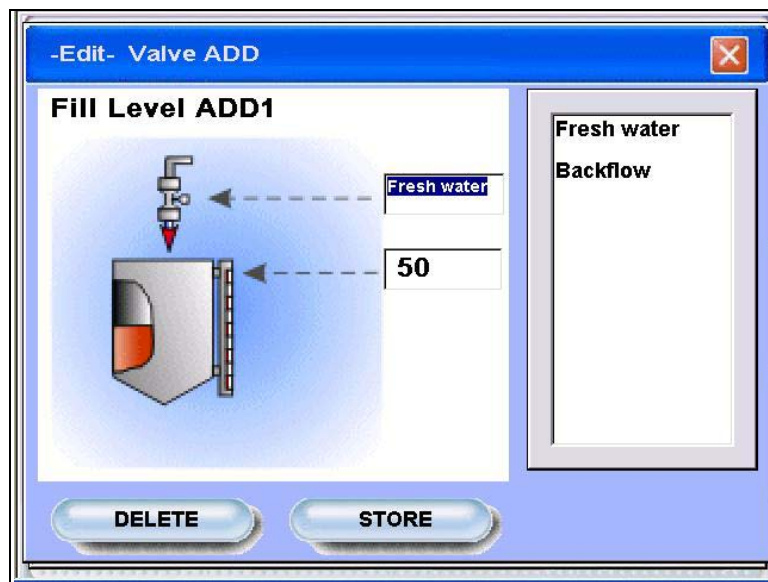 -Edit- Valve ADD
Fill Level ADD1
Fresh water
50
Fresh water
Backflow
DELETE
STORE